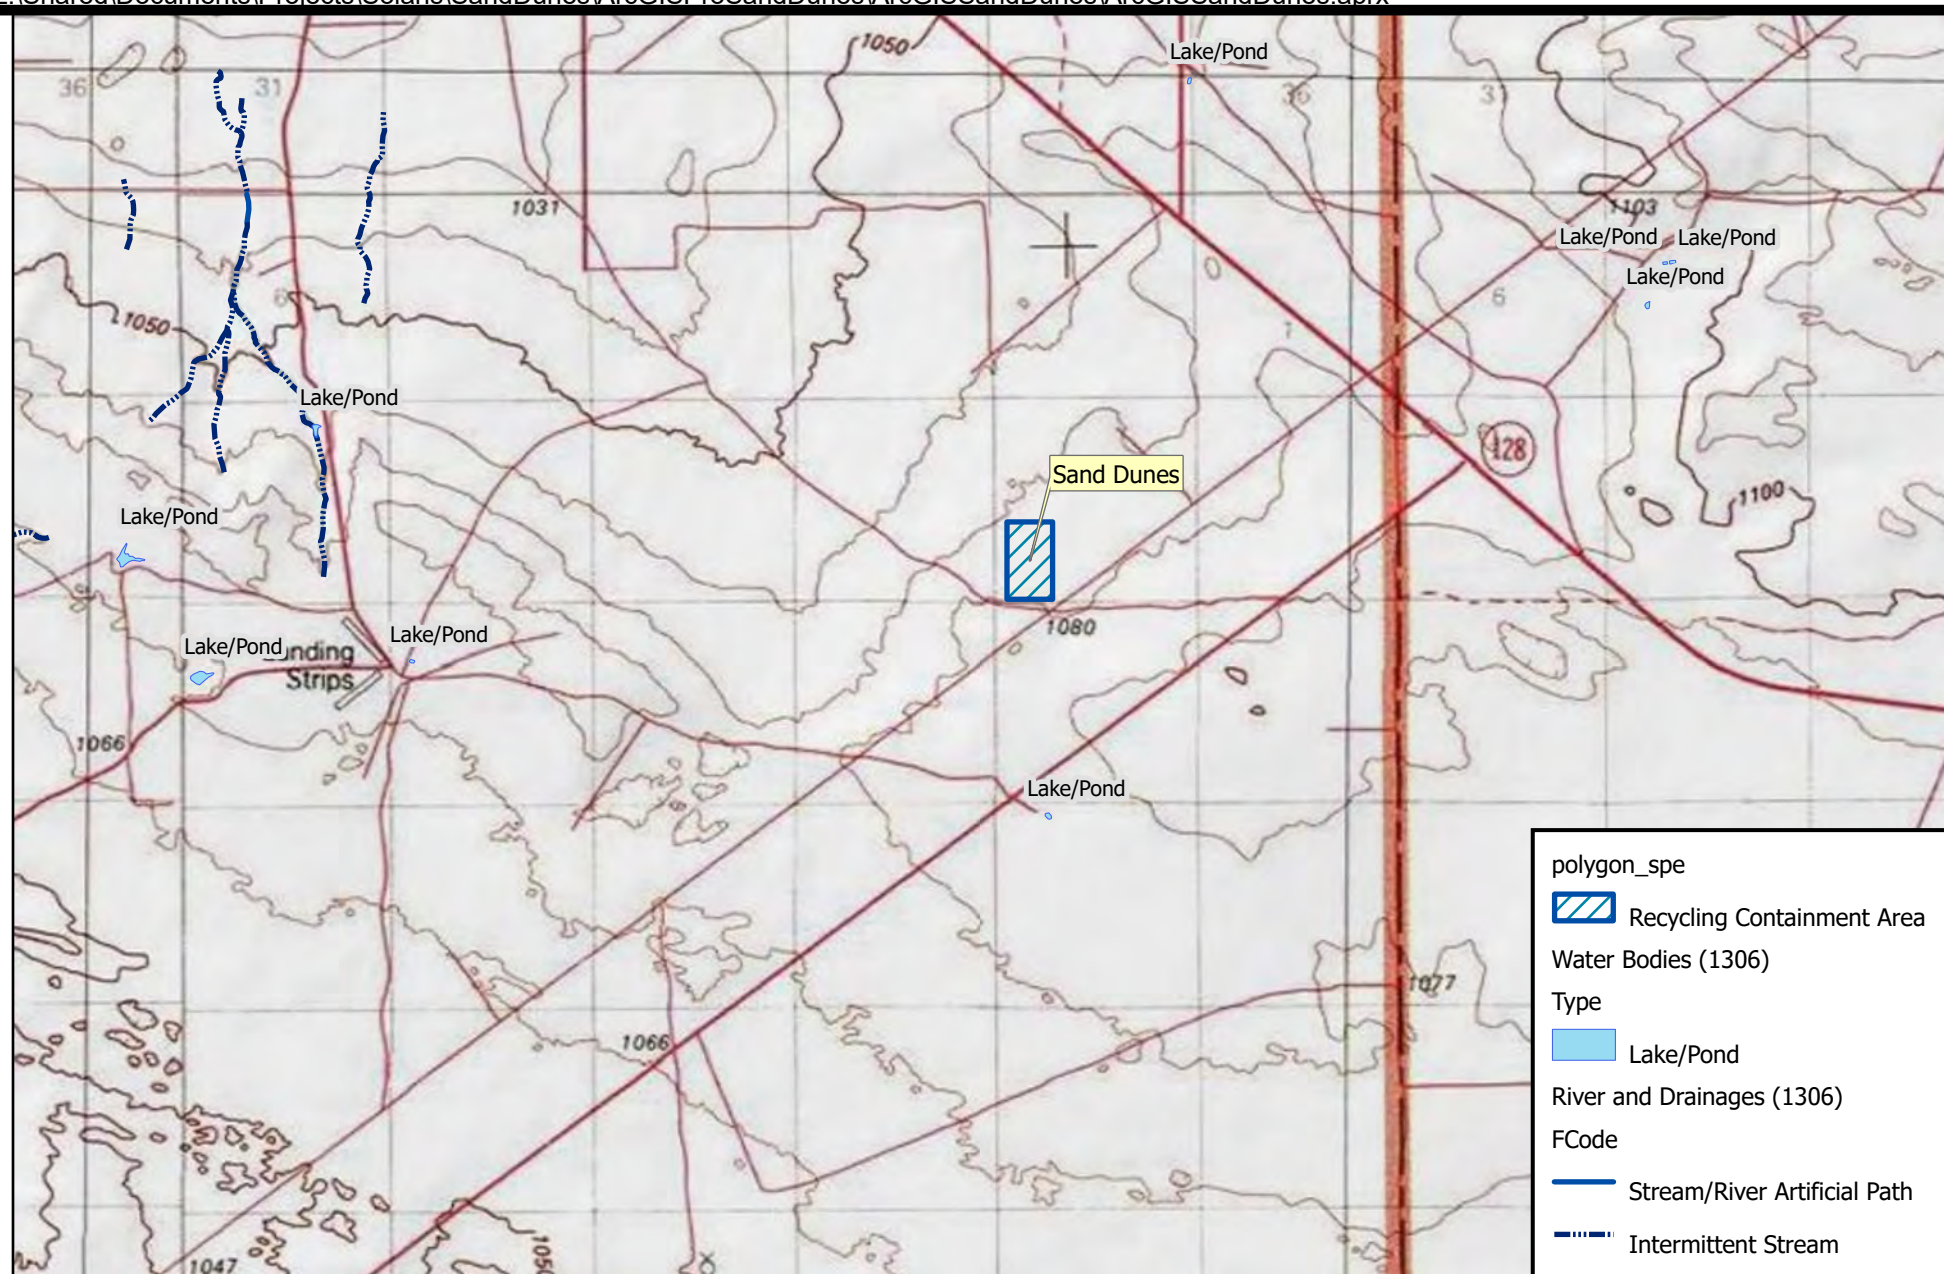 1050
Lake/Pond
36
31
36
31
1031
1103
Lake/Pond
Lake/Pond
Lake/Pond
6
6
1050
1
Lake/Pond
128
Sand Dunes
1100
Lake/Pond
1080
Lake/Pond
Lake/Pond
Strips
1066
Lake/Pond
polygon_spe
Recycling Containment Area
Water Bodies (1306)
Type
Lake/Pond
River and Drainages (1306)
FCode
Stream/River Artificial Path
Intermittent Stream
1077
1066
1047